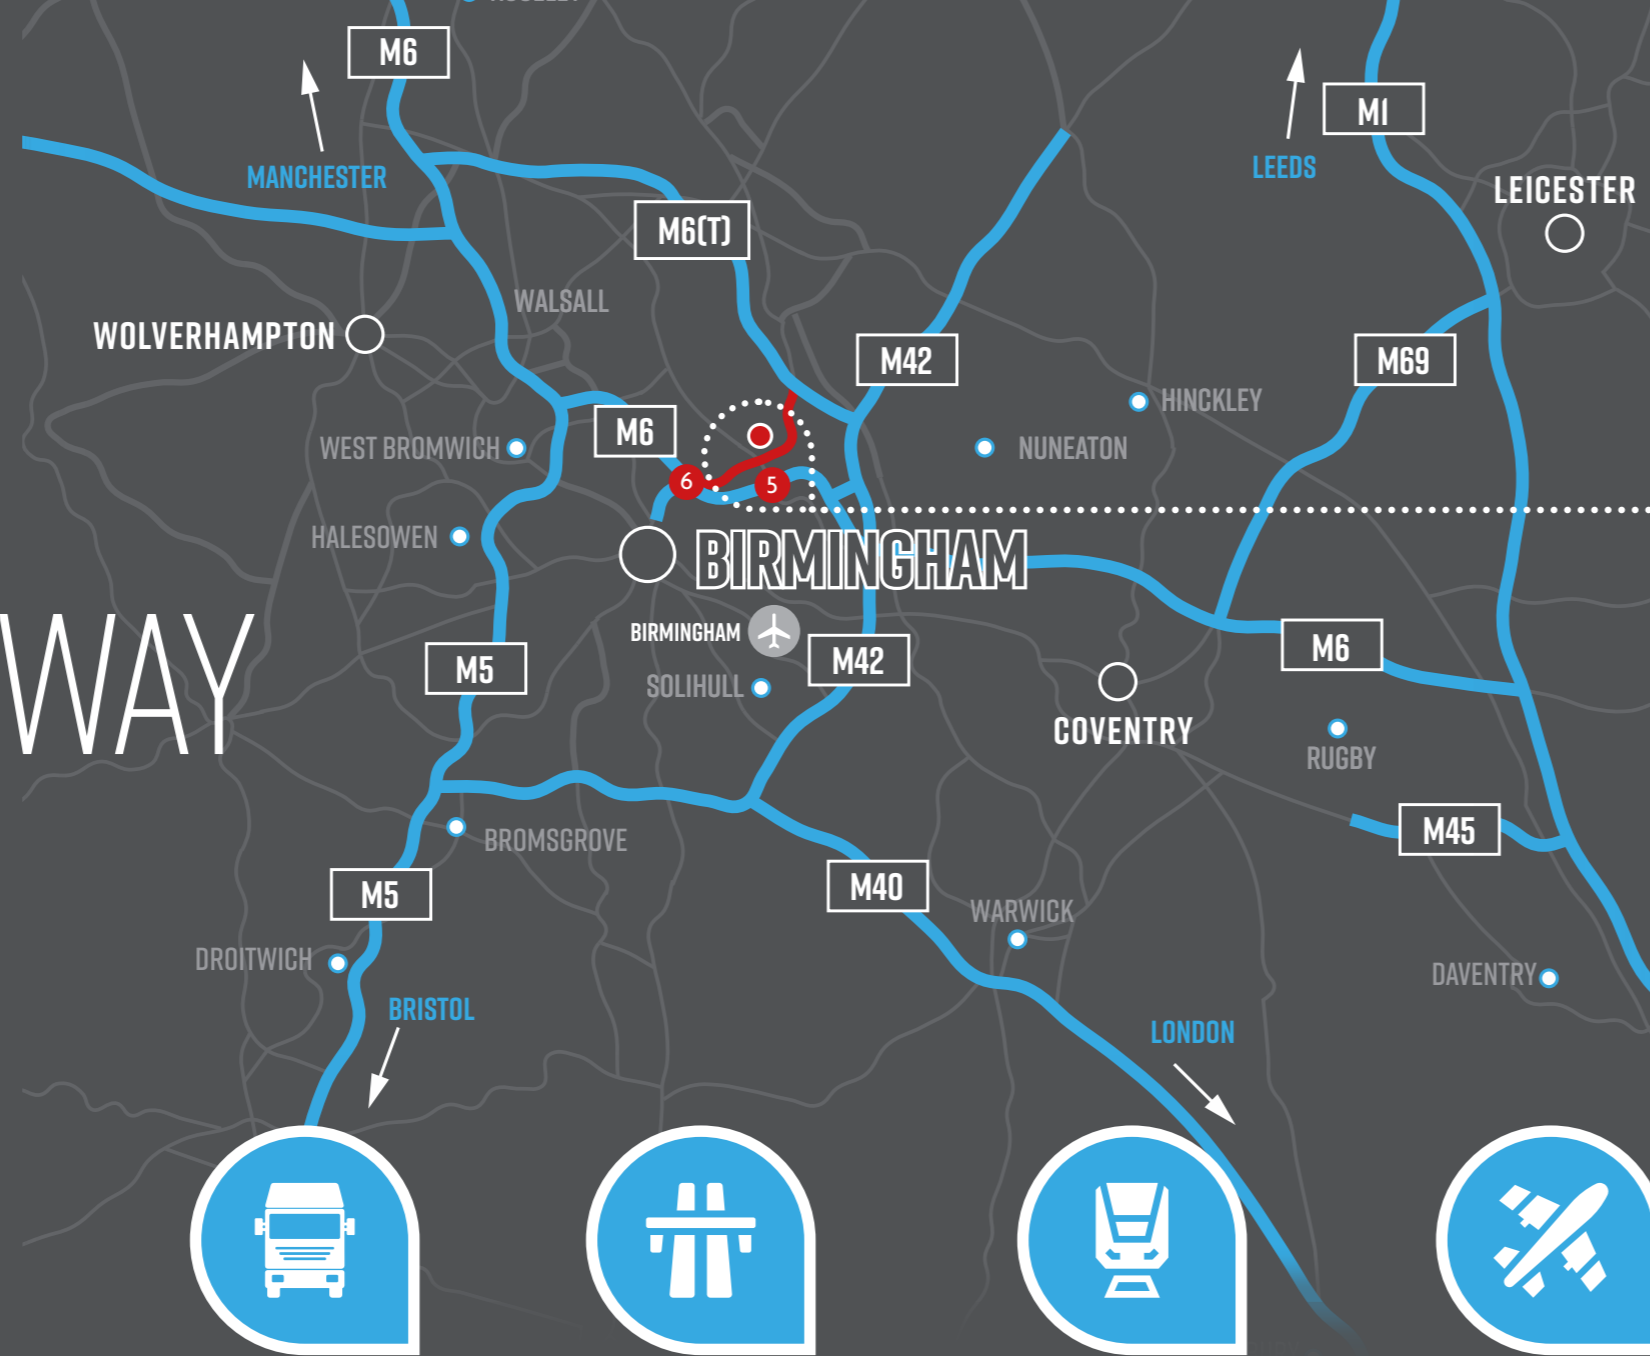 M6
M1
MANCHESTER
LEEDS
LEICESTER
M6(T)
WALSALL
WOLVERHAMPTON
M42
M69
HINCKLEY
M6
WEST BROMWICH
NUNEATON
6
5
HALESOWEN
BIRMINGHAM
WAY
BIRMINGHAM
M6
M5
M42
SOLIHULL
COVENTRY
RUGBY
M45
BROMSGROVE
M5
M40
WARWICK
DROITWICH
DAVENTRY
BRISTOL
LONDON